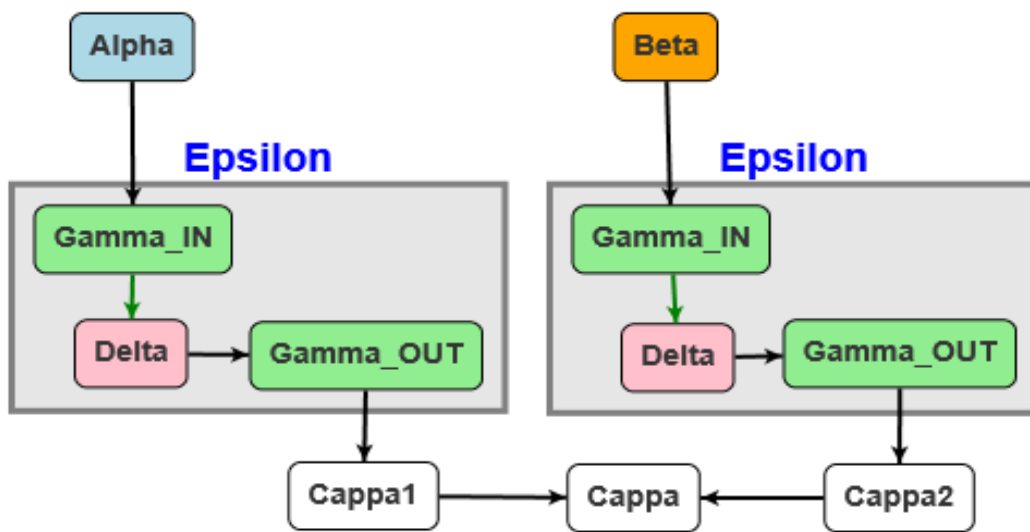 Alpha
Beta
Epsilon
Epsilon
Gamma_IN
Gamma_IN
Delta
Gamma_OUT
Delta
Gamma_OUT
Cappa1
Cappa
Cappa2